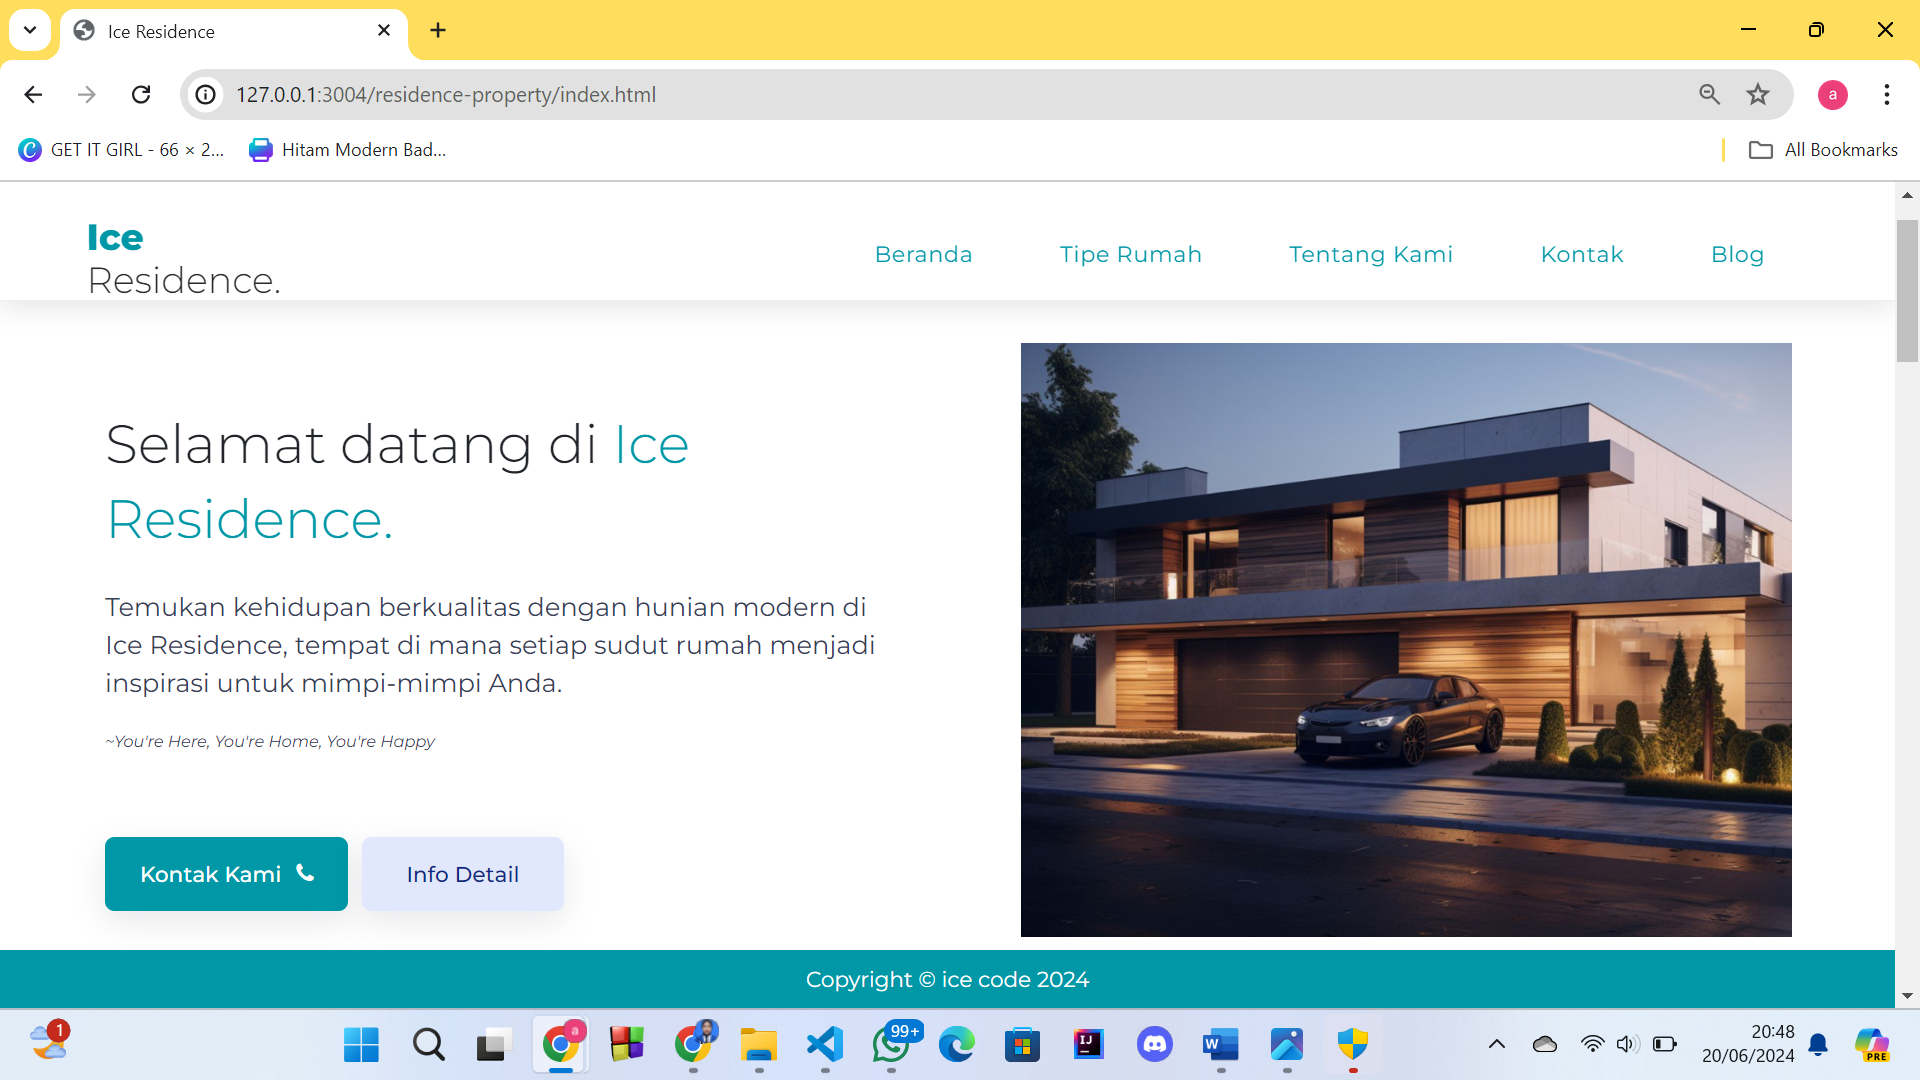 Ice Residence
127.0.0.1:3004/residence-property/index.html
a
GET IT GIRL - 66 × 2...
Hitam Modern Bad...
All Bookmarks
Ice
Residence.
Beranda
Tipe Rumah
Tentang Kami
Kontak
Blog
Selamat datang di Ice
Residence.
Temukan kehidupan berkualitas dengan hunian modern di
Ice Residence, tempat di mana setiap sudut rumah menjadi
inspirasi untuk mimpi-mimpi Anda.
~You're Here, You're Home, You're Happy
Kontak Kami
Info Detail
Copyright © ice code 2024
1
a
99+
IJ
W
20:48
20/06/2024
PRE